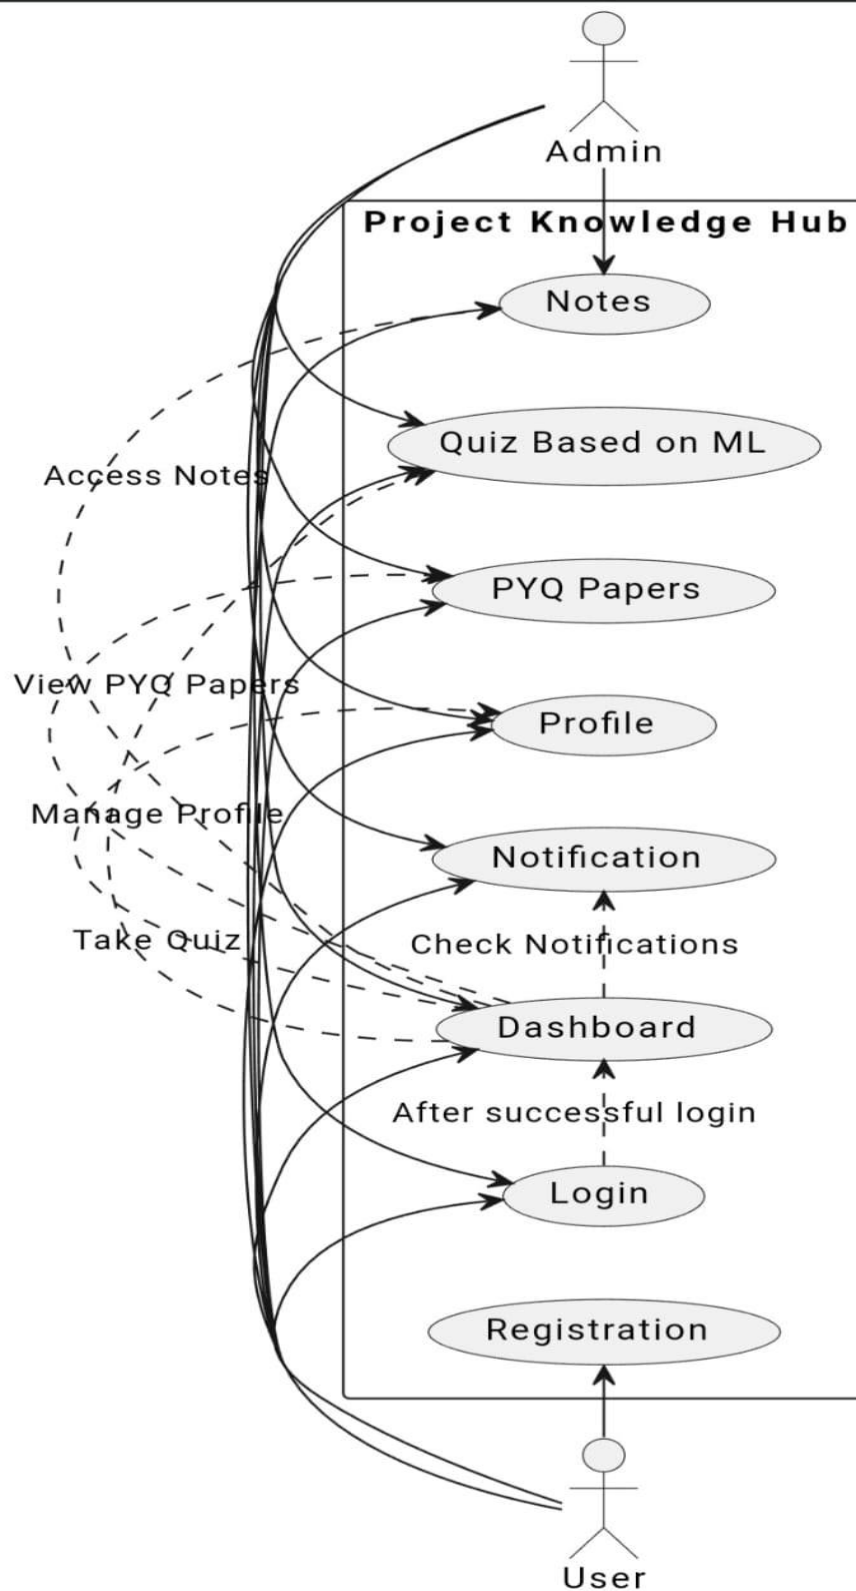 Admin
Project Knowledge Hub
Notes
Quiz Based on ML
Access Notes
PYQ Papers
View PYQ Papers
Profile
Manage Profile
Notification
Take Quiz
Check Notifications
Dashboard
After successful login
Login
Registration
User